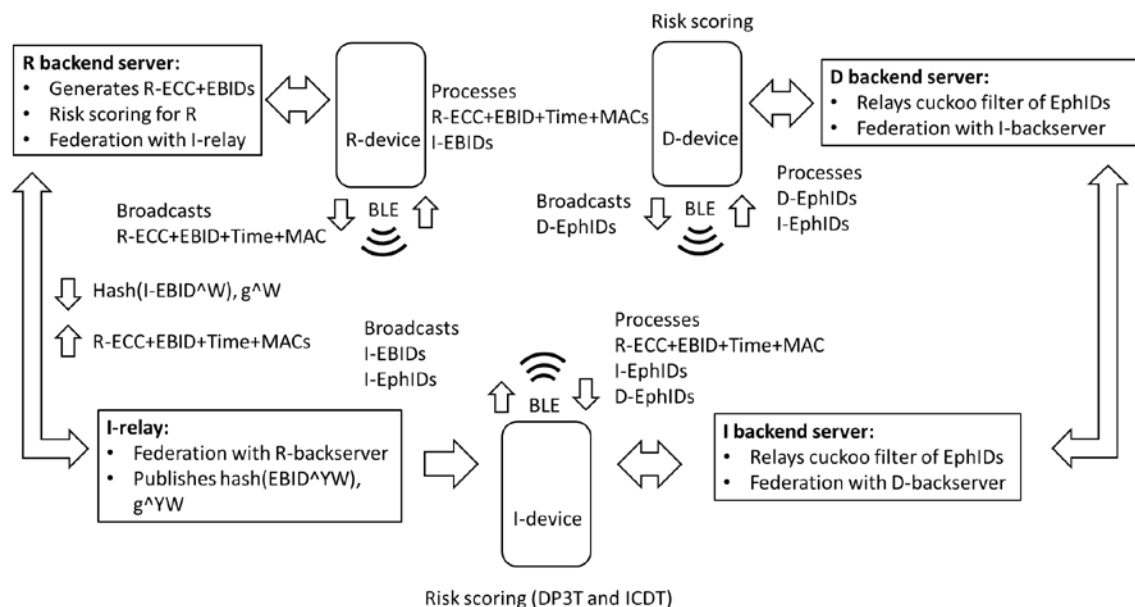 Risk scoring
R backend server:
• Generates R-ECC+EBIDs
• Risk scoring for R
• Federation with I-relay
R-device
Processes
R-ECC+EBID+Time+MACs
I-EBIDs
D-device
D backend server:
• Relays cuckoo filter of EphIDs
• Federation with I-backserver
Broadcasts
R-ECC+EBID+Time+MAC
BLE
Broadcasts
D-EphIDs
BLE
Processes
D-EphIDs
I-EphIDs
Hash(I-EBID^W), g^W
R-ECC+EBID+Time+MACs
Broadcasts
I-EBIDs
I-EphIDs
BLE
Processes
R-ECC+EBID+Time+MAC
I-EphIDs
D-EphIDs
I-relay:
• Federation with R-backserver
• Publishes hash(EBID^YW),
g^YW
I-device
I backend server:
• Relays cuckoo filter of EphIDs
• Federation with D-backserver
Risk scoring (DP3T and ICDT)